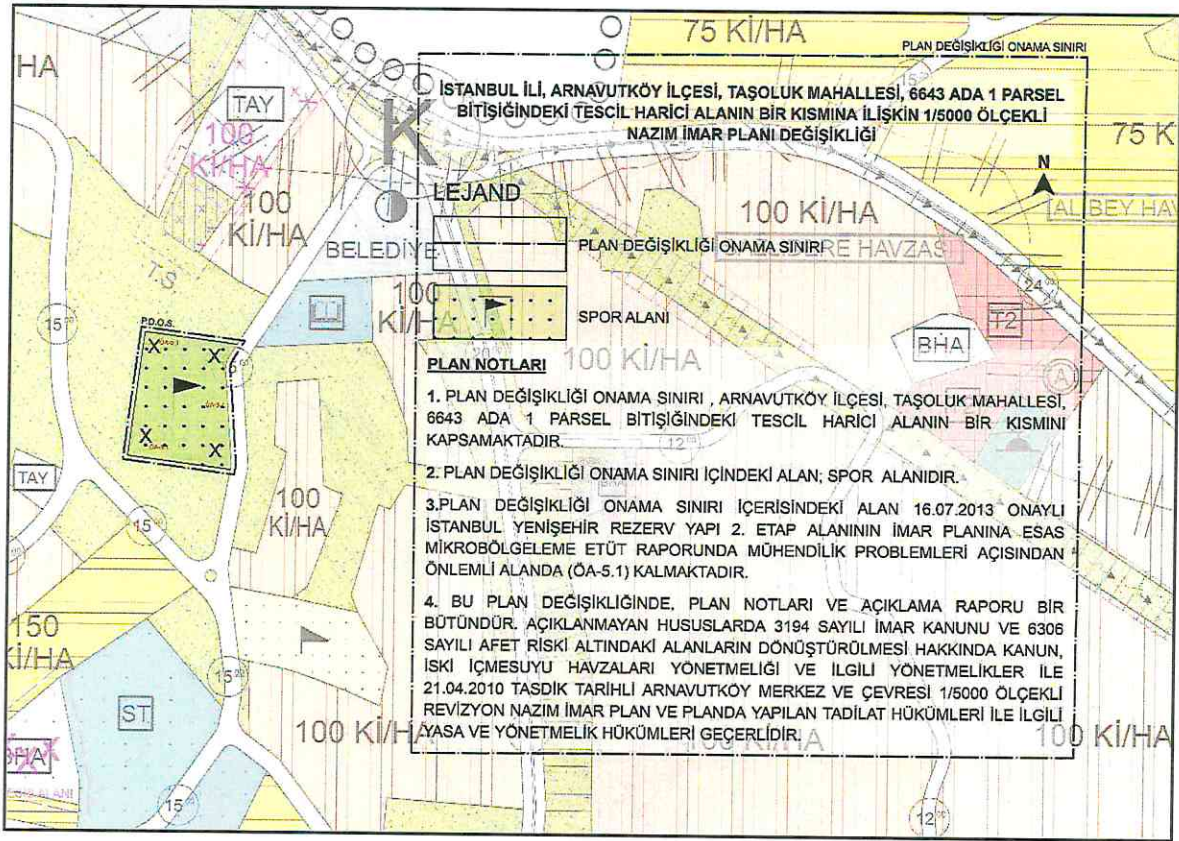 75 Kİ/HA
PLAN DEĞİŞİKLİĞİ ONAMA SINIRI
HA
İSTANBUL İLİ, ARNAVUTKÖY İLÇESİ, TAŞOLUK MAHALLESİ, 6643 ADA 1 PARSEL
BİTİŞİĞİNDEKİ TESCİL HARİCİ ALANIN BİR KISMINA İLİŞKİN 1/5000 ÖLÇEKLİ
NAZIM İMAR PLANI DEĞİŞİKLİĞİ
TAY
100
Kİ/HA
K
75 K
N
LEJAND
100
Kİ/HA
100 Kİ/HA
BELEDİYE
PLAN DEĞİŞİKLİĞİ ONAMA SINIRI
T.S
24
100
Kİ/HA
SPOR ALANI
T2
15
P.D.O.S.
BHA
100 Kİ/HA
A
PLAN NOTLARI
1. PLAN DEĞİŞİKLİĞİ ONAMA SINIRI , ARNAVUTKÖY İLÇESİ, TAŞOLUK MAHALLESİ,
6643 ADA 1 PARSEL BİTİŞİĞİNDEKİ TESCİL HARİCİ ALANIN BİR KISMINI
KAPSAMAKTADIR.
12
2. PLAN DEĞİŞİKLİĞİ ONAMA SINIRI İÇİNDEKİ ALAN; SPOR ALANIDIR.
TAY
100
Kİ/HA
3.PLAN DEĞİŞİKLİĞİ ONAMA SINIRI İÇERİSİNDEKİ ALAN 16.07.2013 ONAYLI
İSTANBUL YENİŞEHİR REZERV YAPI 2. ETAP ALANININ İMAR PLANINA ESAS
MİKROBÖLGELEME ETÜT RAPORUNDA MÜHENDİLİK PROBLEMLERİ AÇISINDAN
ÖNLEMLİ ALANDA (ÖA-5.1) KALMAKTADIR.
15
4. BU PLAN DEĞİŞİKLİĞİNDE, PLAN NOTLARI VE AÇIKLAMA RAPORU BİR
BÜTÜNDÜR. AÇIKLANMAYAN HUSUSLARDA 3194 SAYILI İMAR KANUNU VE 6306
SAYILI AFET RİSKİ ALTINDAKİ ALANLARIN DÖNÜŞTÜRÜLMESİ HAKKINDA KANUN,
İSKİ İÇMESUYU HAVZALARI YÖNETMELİĞİ VE İLGİLİ YÖNETMELİKLER İLE
21.04.2010 TASDİK TARİHLİ ARNAVUTKÖY MERKEZ VE ÇEVRESİ 1/5000 ÖLÇEKLİ
REVİZYON NAZIM İMAR PLAN VE PLANDA YAPILAN TADİLAT HÜKÜMLERİ İLE İLGİLİ
YASA VE YÖNETMELİK HÜKÜMLERİ GEÇERLİDİR.
150
Kİ/HA
15
ST
100 Kİ/HA
100 Kİ/HA
100 Kİ/HA
BHA
15
12